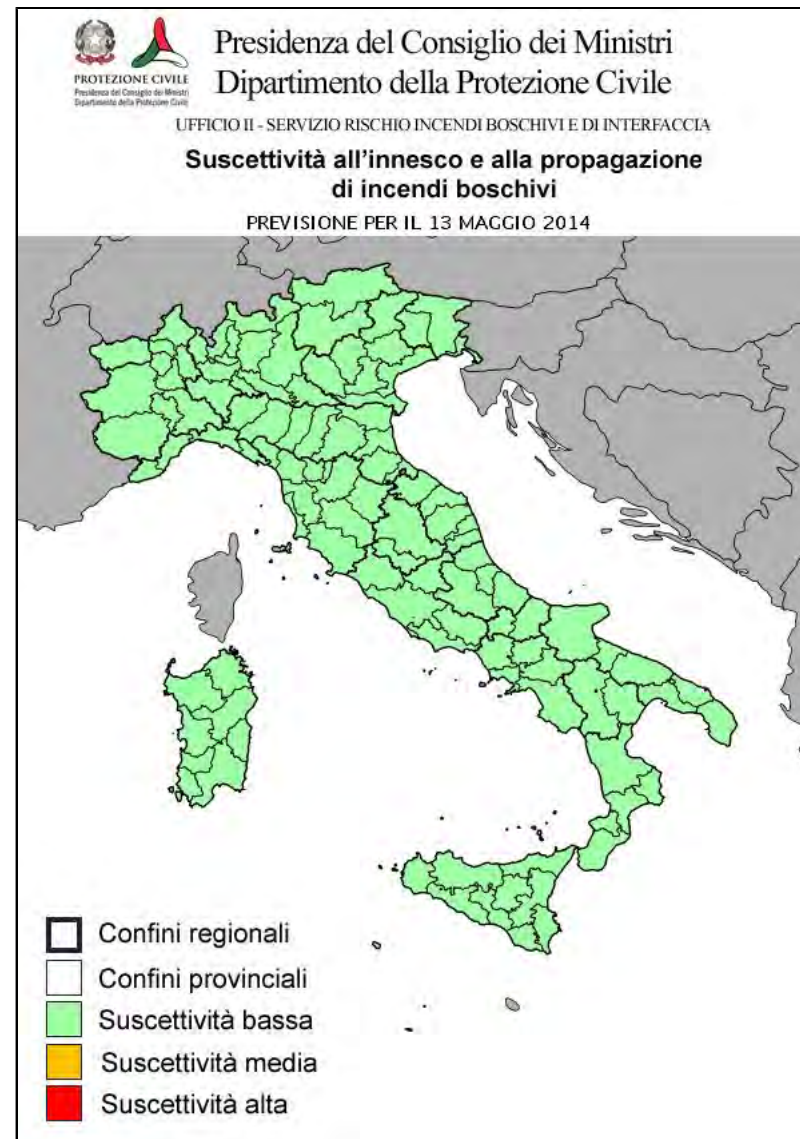 Presidenza del Consiglio dei Ministri
Dipartimento della Protezione Civile
PROTEZIONE CIVILE
Presidenza del Consiglio dei Ministri
Dipartimento della Protezione Civile
UFFICIO II - SERVIZIO RISCHIO INCENDI BOSCHIVI E DI INTERFACCIA
Suscettività all'innesco e alla propagazione
di incendi boschivi
PREVISIONE PER IL 13 MAGGIO 2014
Confini regionali
Confini provinciali
Suscettività bassa
Suscettività media
Suscettività alta